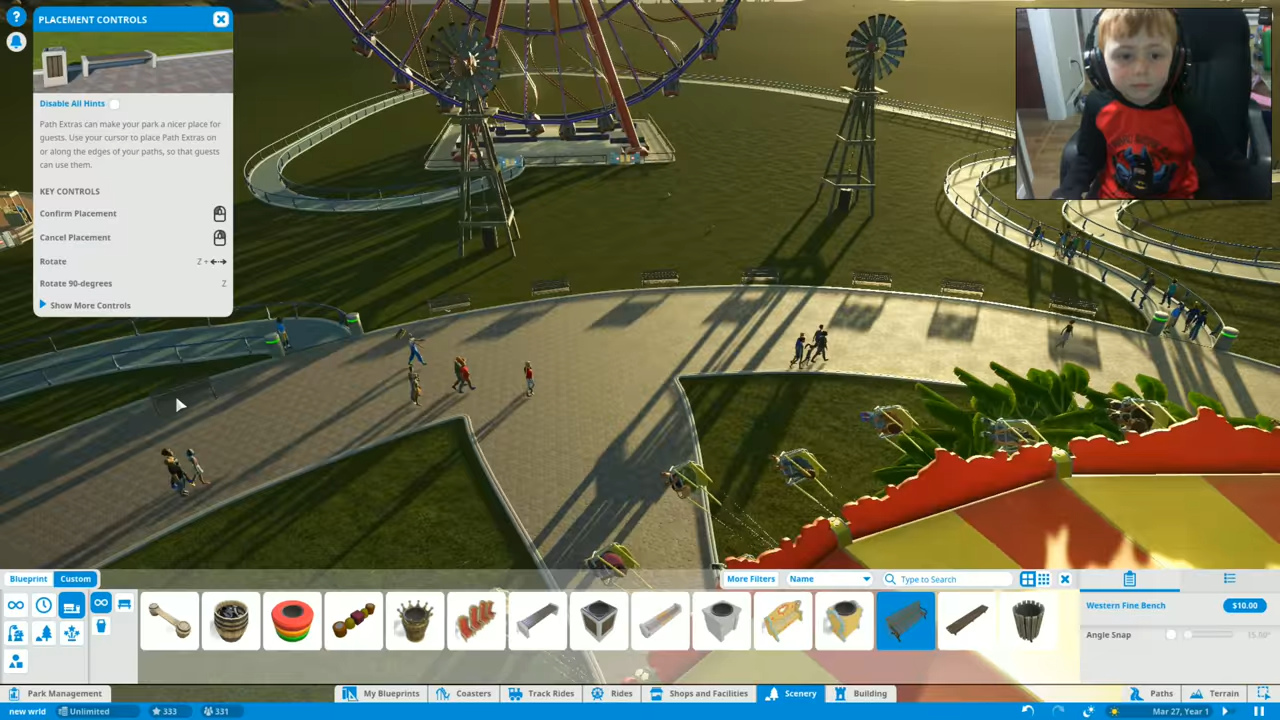 PLACEMENT CONTROLS
Disable All Hints
Path Extras can make your park a nicer place for
guests. Use your cursor to place Path Extras on
or along the edges of your paths, so that guests
can use them.
KEY CONTROLS
Confirm Placement
Cancel Placement
Rotate Z +
Rotate 90-degrees Z
Show More Controls
Blueprint Custom More Filters Name Type to Search
Western Fine Bench $10.00
Angle Snap 15.00°
Park Management My Blueprints Coasters Track Rides Rides Shops and Facilities Scenery Building Paths Terrain
new wrld Unlimited 333 331 Mar 27, Year 1